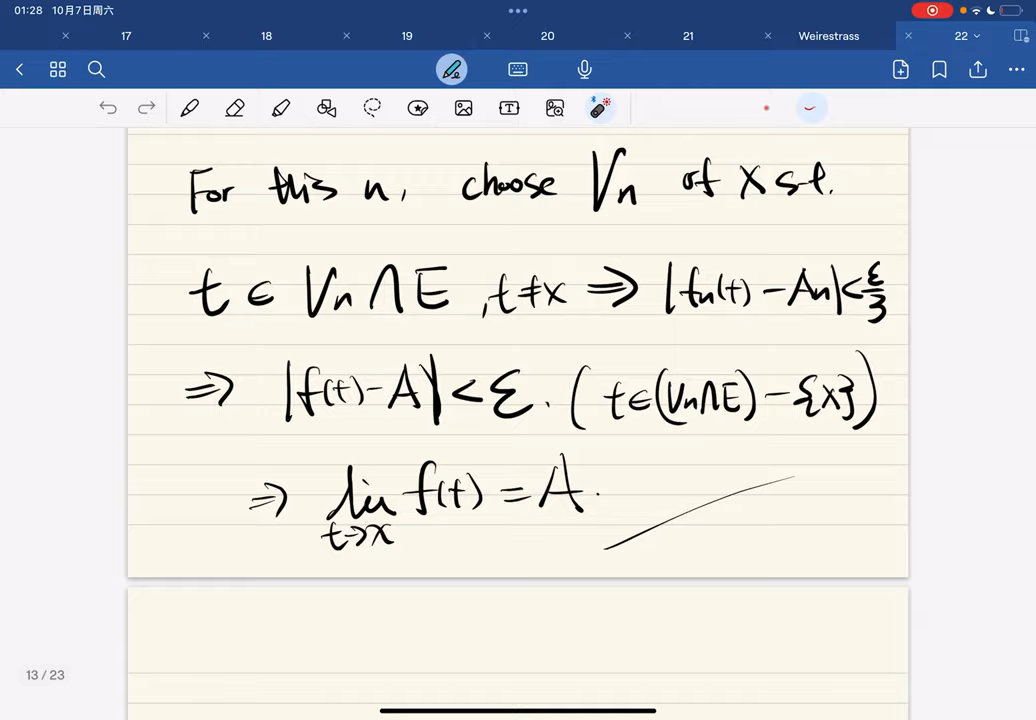 01:28 10月7日周六
17 18 19 20 21 Weirestrass 22
For this n, choose Vn of x s.t.
t ∈ Vn ∩ E, t≠x ⇒ |fn(t) - An| < ε/3
⇒ |f(t) - A| < ε. ( t∈(Vn∩E) - {x} )
⇒ lim f(t) = A.
t→x
13 / 23